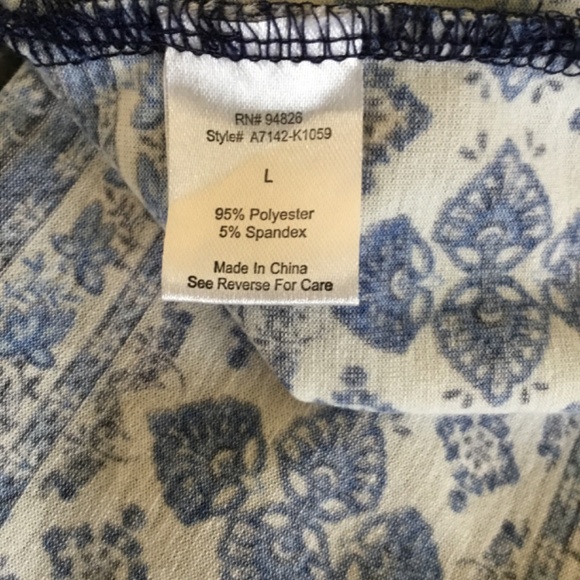 RN# 94826
Style# A7142-K1059
L
95% Polyester
5% Spandex
Made In China
See Reverse For Care